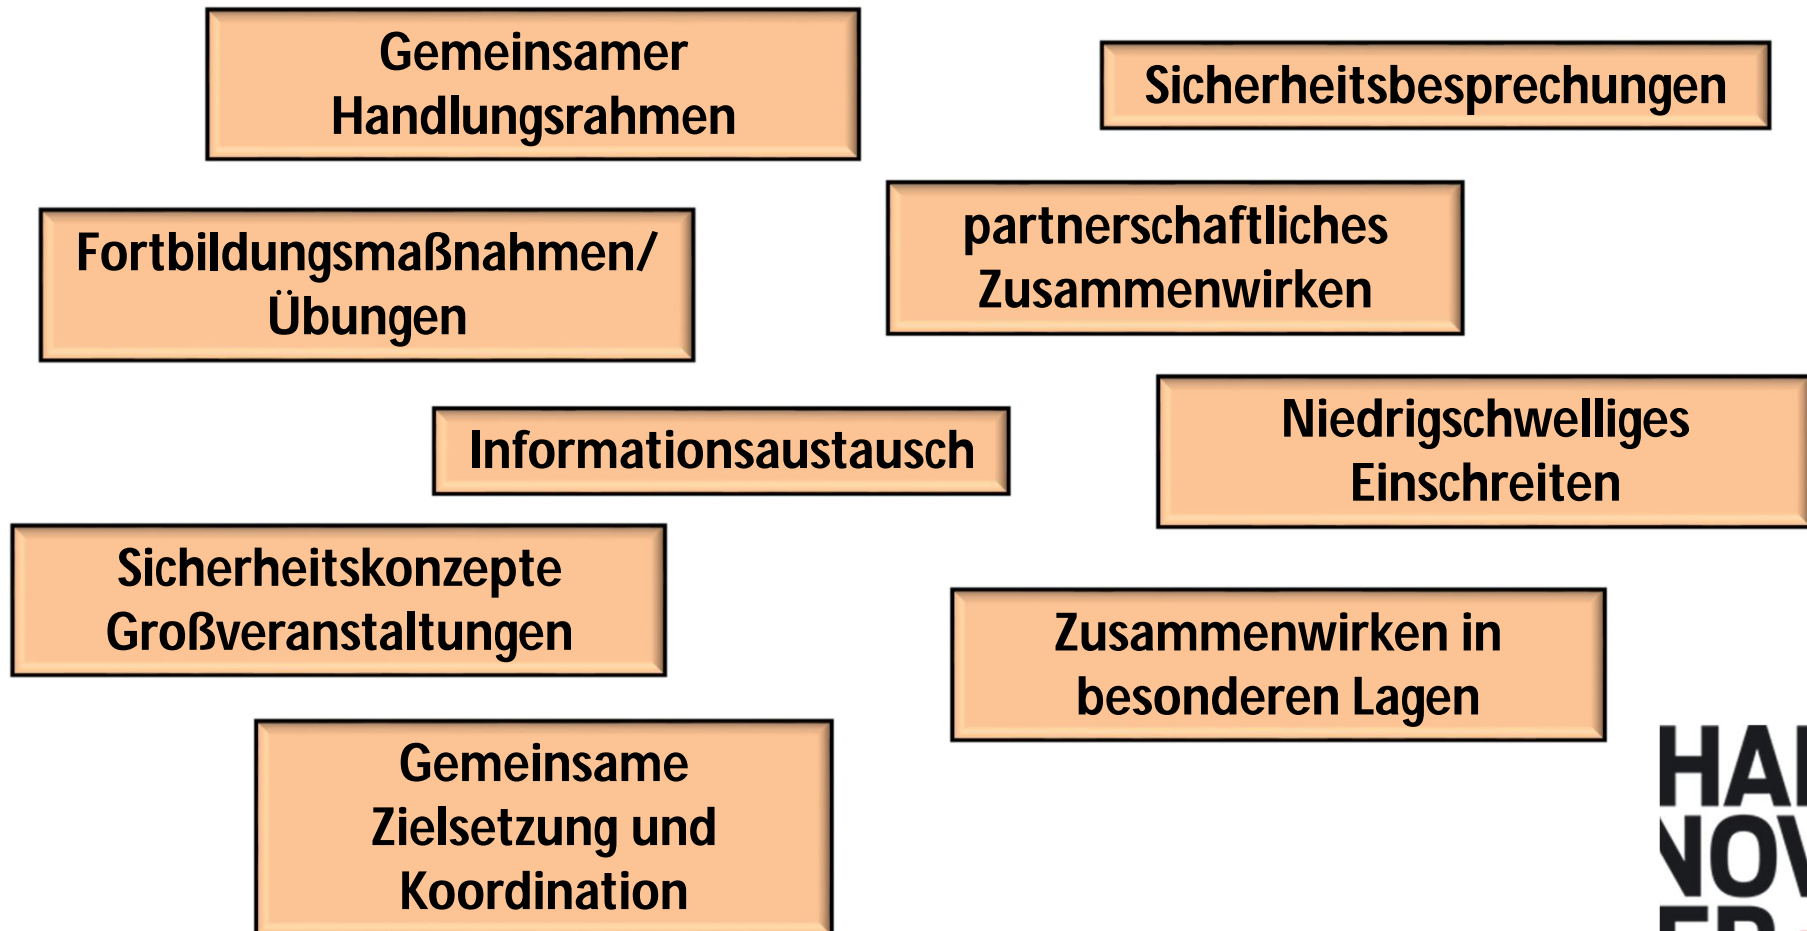 Gemeinsamer
Handlungsrahmen
Sicherheitsbesprechungen
Fortbildungsmaßnahmen/
Übungen
partnerschaftliches
Zusammenwirken
Informationsaustausch
Niedrigschwelliges
Einschreiten
Sicherheitskonzepte
Großveranstaltungen
Zusammenwirken in
besonderen Lagen
Gemeinsame
Zielsetzung und
Koordination